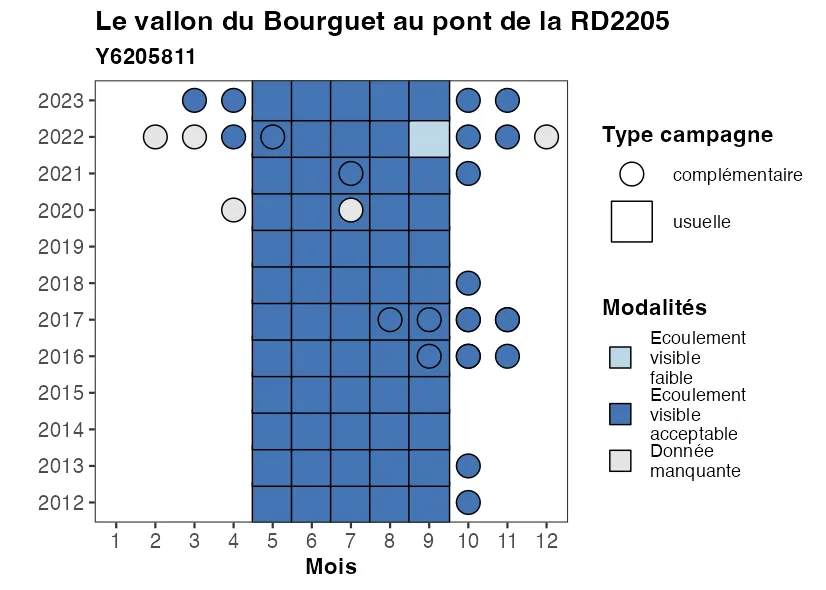 Le vallon du Bourguet au pont de la RD2205
Y6205811
2023
2022
2021
2020
2019
2018
2017
2016
2015
2014
2013
2012
1 2 3 4 5 6 7 8 9 10 11 12
Mois
Type campagne
complémentaire
usuelle
Modalités
Ecoulement
visible
faible
Ecoulement
visible
acceptable
Donnée
manquante